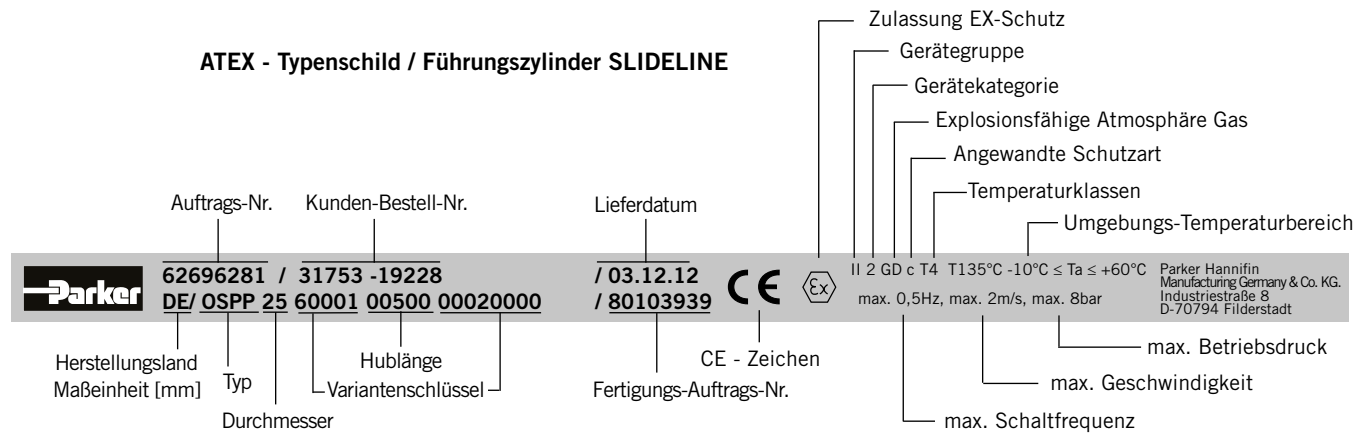 Zulassung EX-Schutz
ATEX - Typenschild / Führungszylinder SLIDELINE
Gerätegruppe
Gerätekategorie
Explosionsfähige Atmosphäre Gas
Angewandte Schutzart
Temperaturklassen
Umgebungs-Temperaturbereich
Auftrags-Nr. Kunden-Bestell-Nr. Lieferdatum
Parker
62696281 / 31753 -19228 / 03.12.12
DE/ OSPP 25 60001 00500 00020000 / 80103939
CE
Ex
II 2 GD c T4 T135°C -10°C ≤ Ta ≤ +60°C
max. 0,5Hz, max. 2m/s, max. 8bar
Parker Hannifin
Manufacturing Germany & Co. KG.
Industriestraße 8
D-70794 Filderstadt
Herstellungsland
Maßeinheit [mm]
Typ
Durchmesser
Hublänge
Variantenschlüssel
Fertigungs-Auftrags-Nr.
CE - Zeichen
max. Betriebsdruck
max. Geschwindigkeit
max. Schaltfrequenz